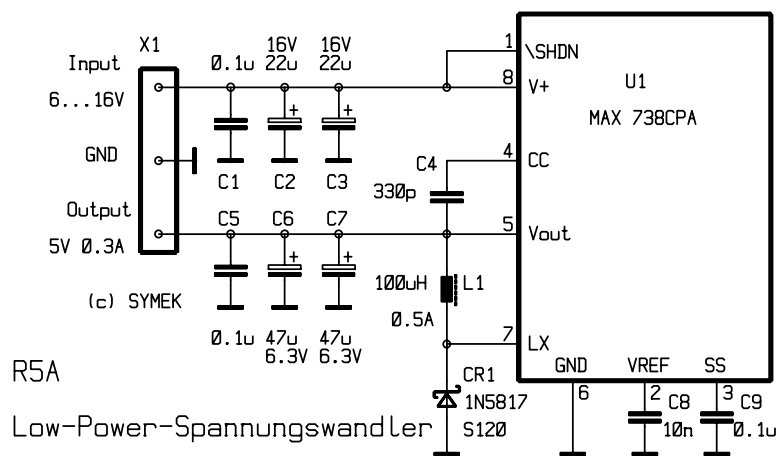 X1
Input
6...16V
GND
Output
5V 0.3A
(c) SYMEK
0.1u
16V
22u
16V
22u
+
+
C1
C2
C3
C5
C6
C7
+
+
0.1u
47u
6.3V
47u
6.3V
C4
330p
100uH
L1
0.5A
CR1
1N5817
S120
1
\SHDN
8
V+
U1
MAX 738CPA
4
CC
5
Vout
7
LX
GND
VREF
SS
6
2
3
C8
10n
C9
0.1u
R5A
Low-Power-Spannungswandler